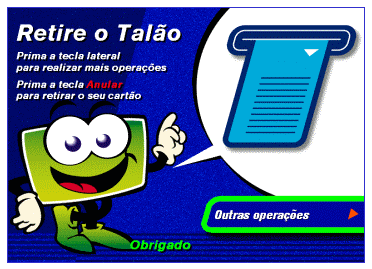 Retire o Talão
Prima a tecla lateral
para realizar mais operações
Prima a tecla Anular
para retirar o seu cartão
Outras operações
Obrigado